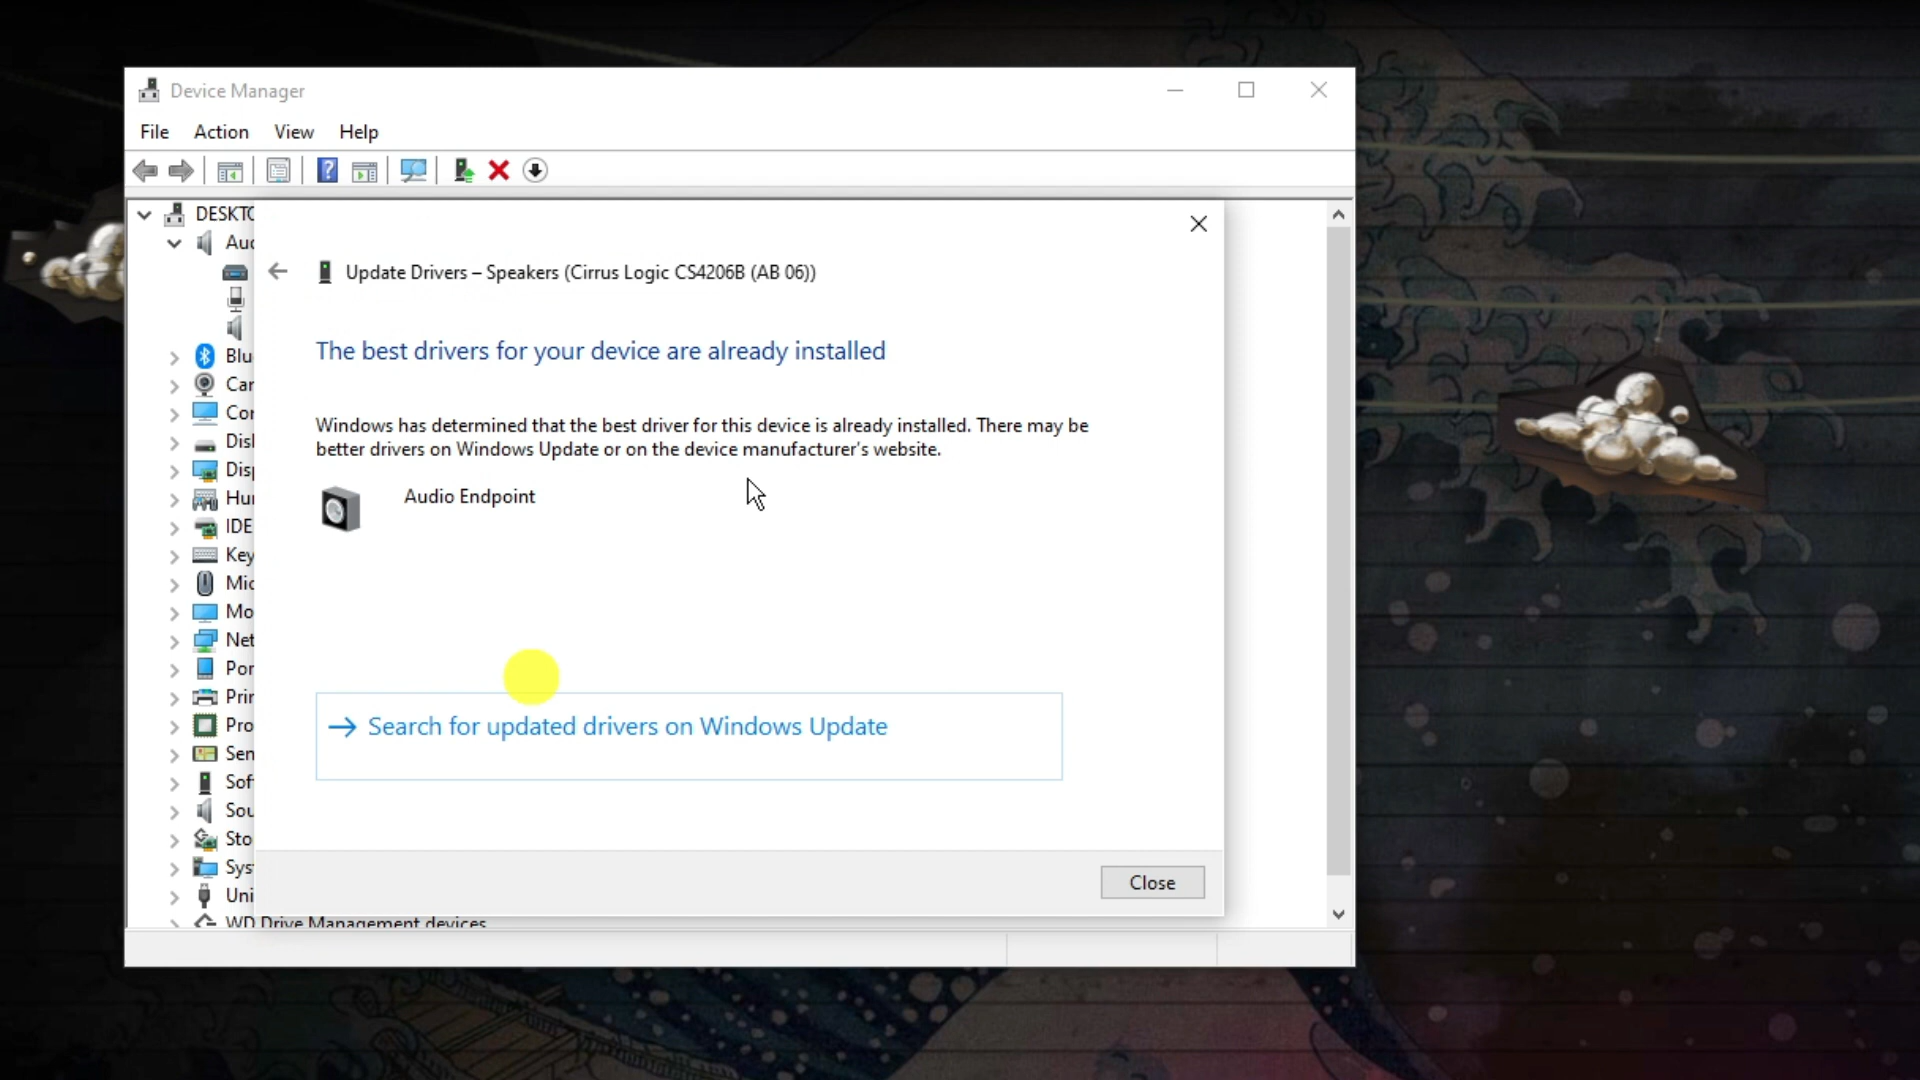 Device Manager
File Action View Help
DESKTO
Aud
Update Drivers – Speakers (Cirrus Logic CS4206B (AB 06))
The best drivers for your device are already installed
Windows has determined that the best driver for this device is already installed. There may be
better drivers on Windows Update or on the device manufacturer's website.
Audio Endpoint
Blu
Car
Cor
Disl
Disp
Hur
IDE
Key
Mic
Mo
Net
Por
Prir
Pro
Sen
Sof
Sou
Sto
Sys
Uni
WD Drive Management devices
Search for updated drivers on Windows Update
Close